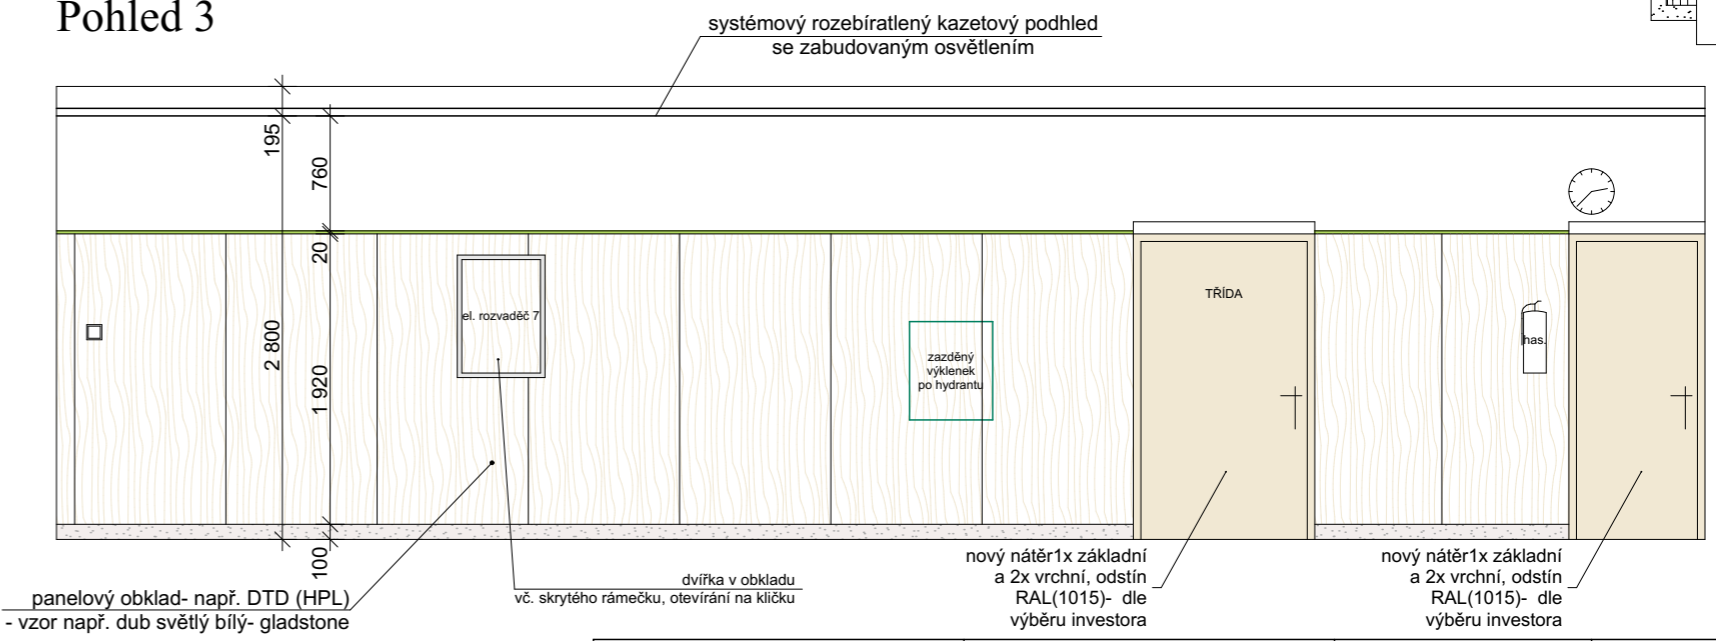 Pohled 3
systémový rozebíratlený kazetový podhled
se zabudovaným osvětlením
195
760
20
2 800
1 920
100
el. rozvaděč 7
zazděný
výklenek
po hydrantu
TŘÍDA
has.
panelový obklad- např. DTD (HPL)
- vzor např. dub světlý bílý- gladstone
dvířka v obkladu
vč. skrytého rámečku, otevírání na kličku
nový nátěr1x základní
a 2x vrchní, odstín
RAL(1015)- dle
výběru investora
nový nátěr1x základní
a 2x vrchní, odstín
RAL(1015)- dle
výběru investora